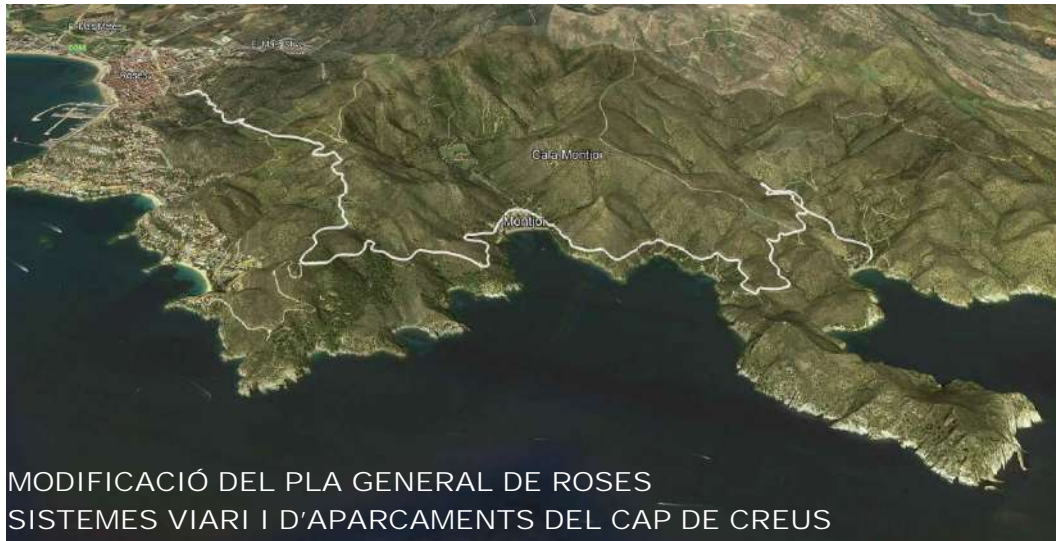 Roses
Cala Montjoi
Montjoi
MODIFICACIÓ DEL PLA GENERAL DE ROSES
SISTEMES VIARI I D'APARCAMENTS DEL CAP DE CREUS